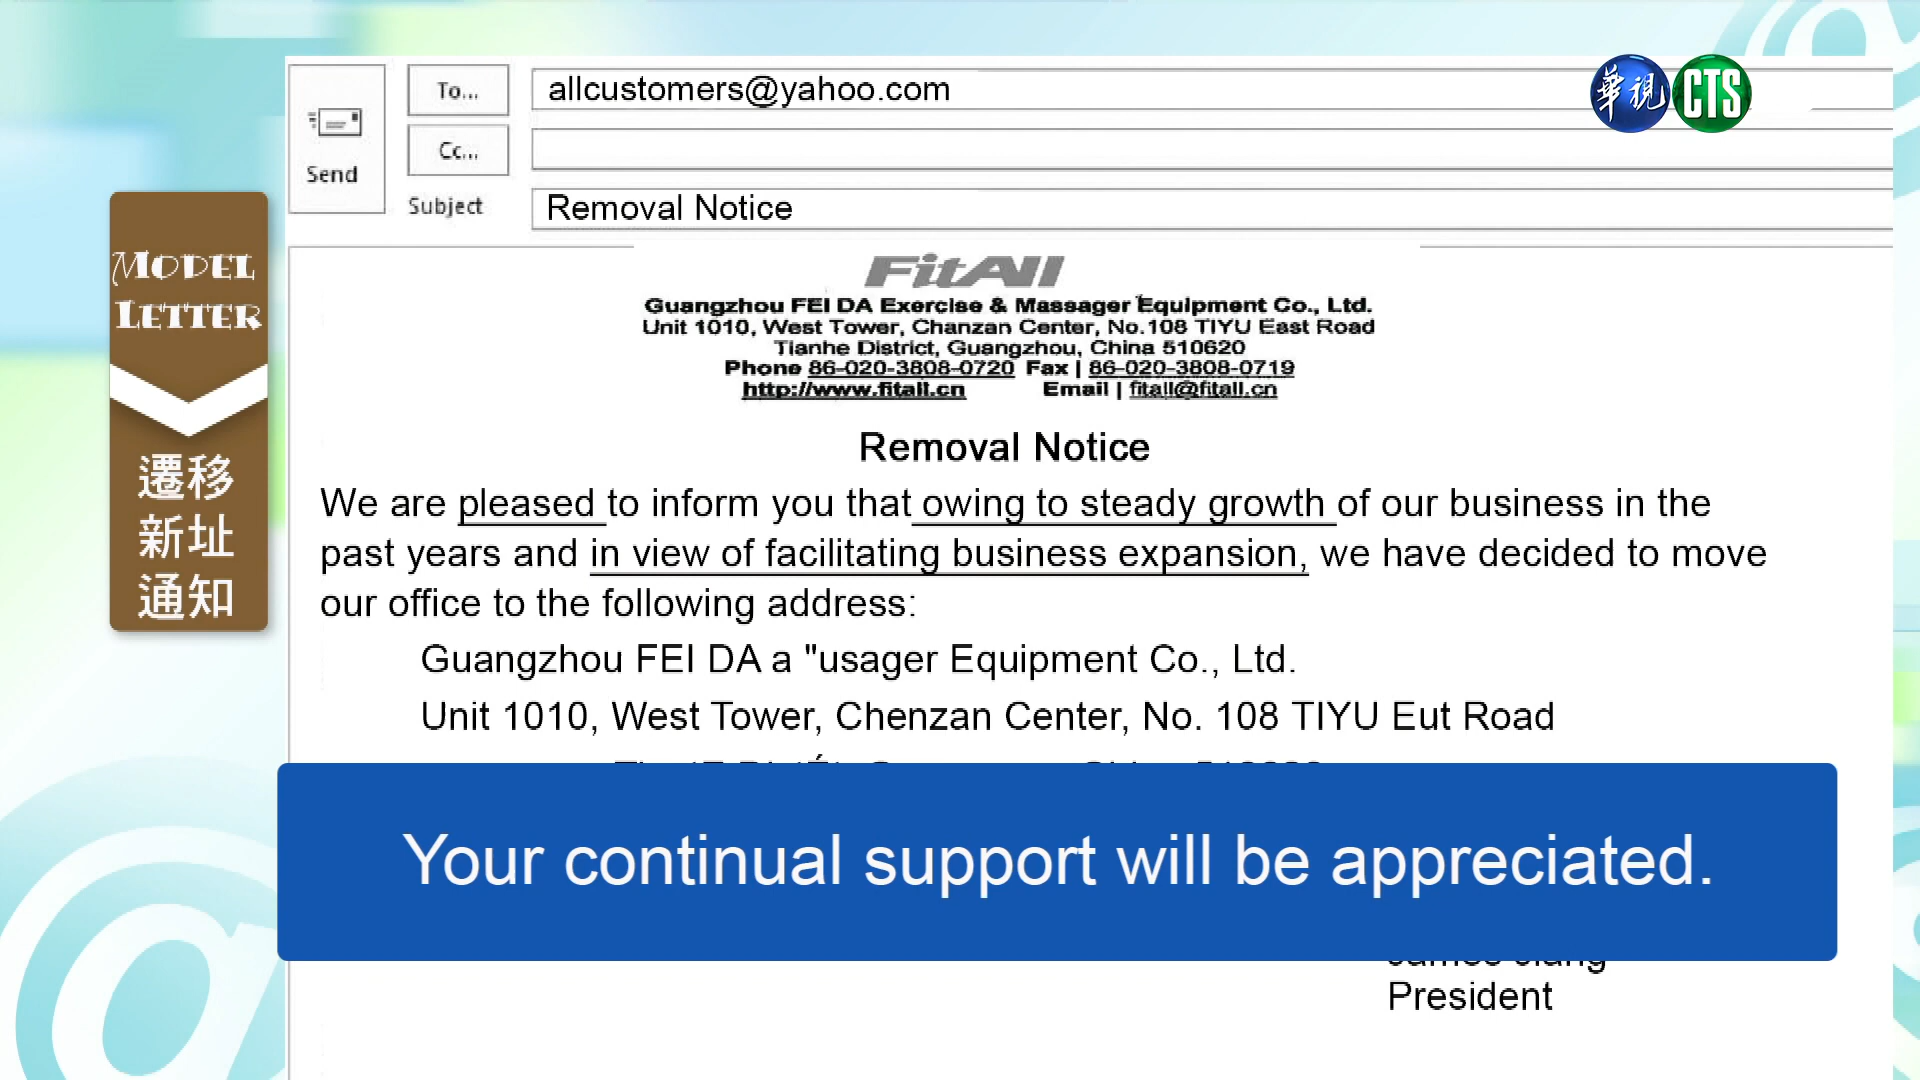 華視 CTS
To... allcustomers@yahoo.com
Cc...
Send
Subject Removal Notice
MODEL
LETTER
遷移
新址
通知
FitAll
Guangzhou FEI DA Exercise & Massager Equipment Co., Ltd.
Unit 1010, West Tower, Chanzan Center, No.108 TIYU East Road
Tianhe District, Guangzhou, China 510620
Phone 86-020-3808-0720 Fax | 86-020-3808-0719
http://www.fitall.cn Email | fitall@fitall.cn
Removal Notice
We are pleased to inform you that owing to steady growth of our business in the
past years and in view of facilitating business expansion, we have decided to move
our office to the following address:
Guangzhou FEI DA a "usager Equipment Co., Ltd.
Unit 1010, West Tower, Chenzan Center, No. 108 TIYU Eut Road
Your continual support will be appreciated.
President